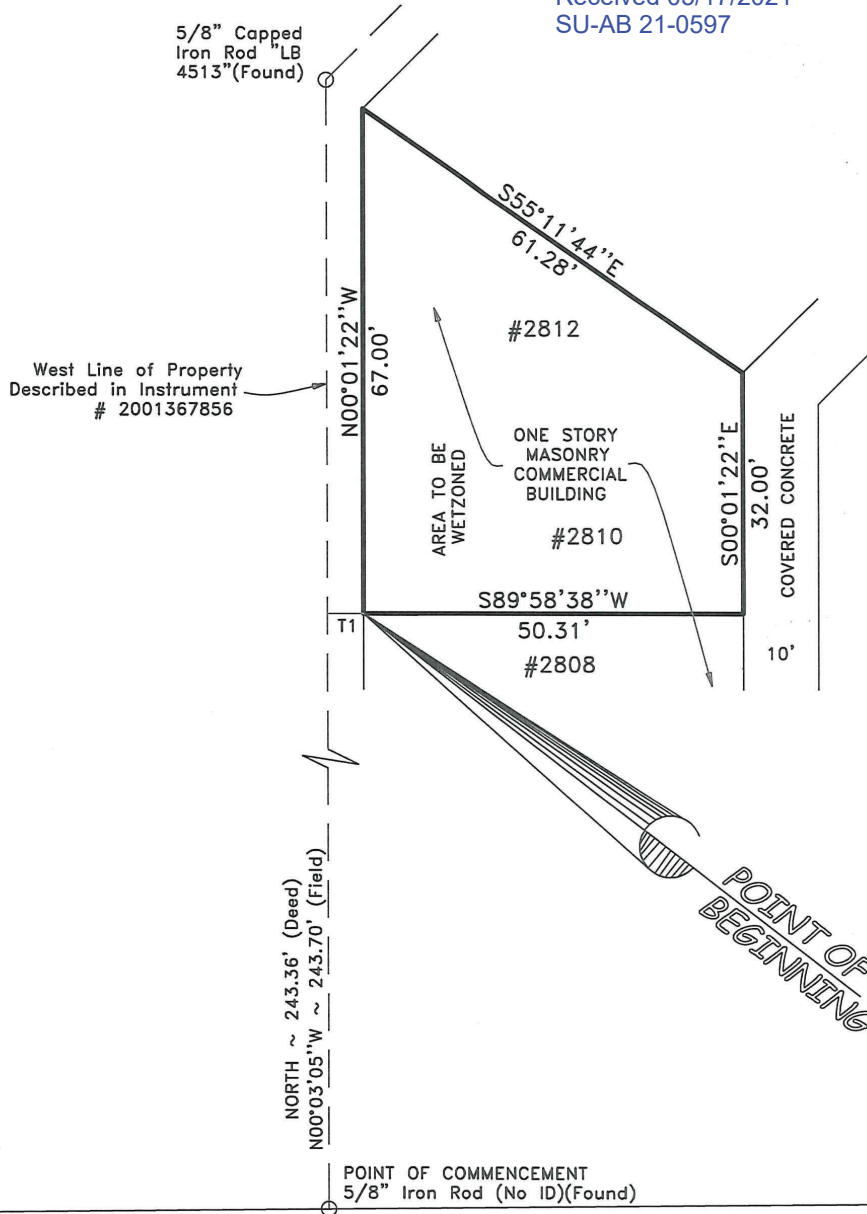 Received 05/17/2021
SU-AB 21-0597
5/8" Capped
Iron Rod "LB
4513"(Found)
S55°11'44''E
61.28'
#2812
N00°01'22''W
67.00'
West Line of Property
Described in Instrument
# 2001367856
AREA TO BE
WETZONED
ONE STORY
MASONRY
COMMERCIAL
BUILDING
#2810
S00°01'22''E
32.00'
COVERED CONCRETE
S89°58'38''W
50.31'
T1
#2808
10'
POINT OF
BEGINNING
NORTH ~ 243.36' (Deed)
N00°03'05''W ~ 243.70' (Field)
POINT OF COMMENCEMENT
5/8" Iron Rod (No ID)(Found)